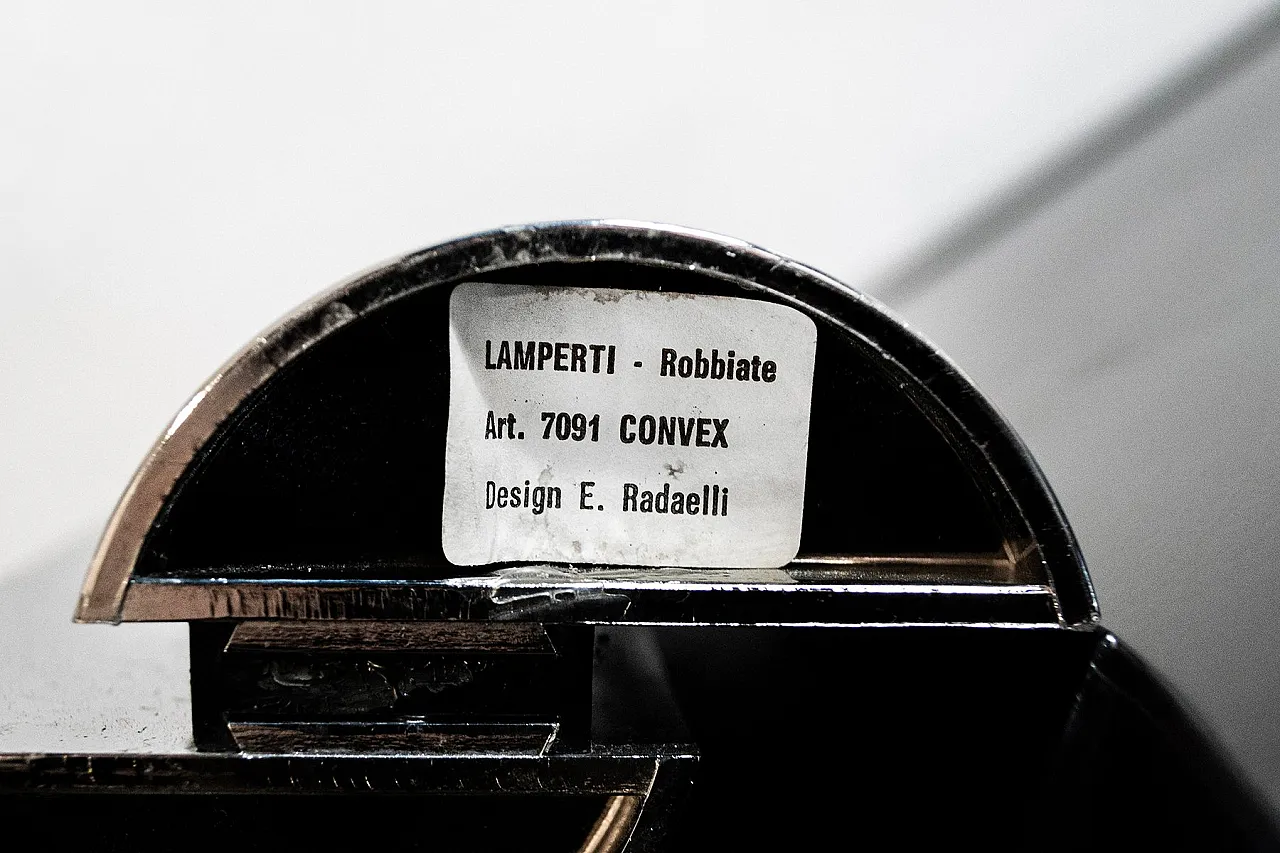 LAMPERTI - Robbiate
Art. 7091 CONVEX
Design E. Radaelli